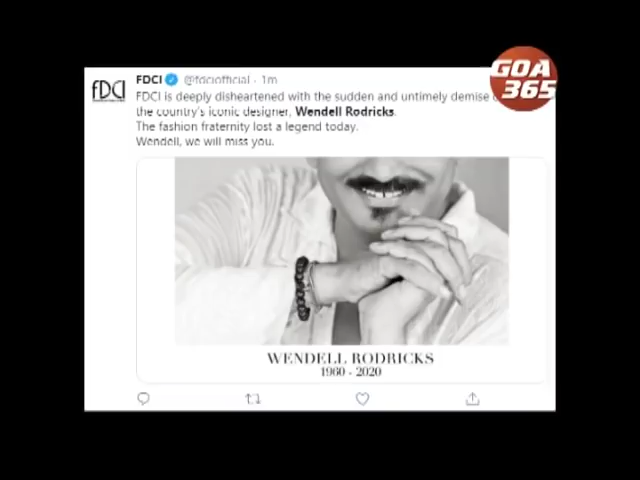 GOA
365
fDCI
FDCI @fdciofficial · 1m
FDCI is deeply disheartened with the sudden and untimely demise
the country's iconic designer, Wendell Rodricks.
The fashion fraternity lost a legend today.
Wendell, we will miss you.
WENDELL RODRICKS
1960 - 2020